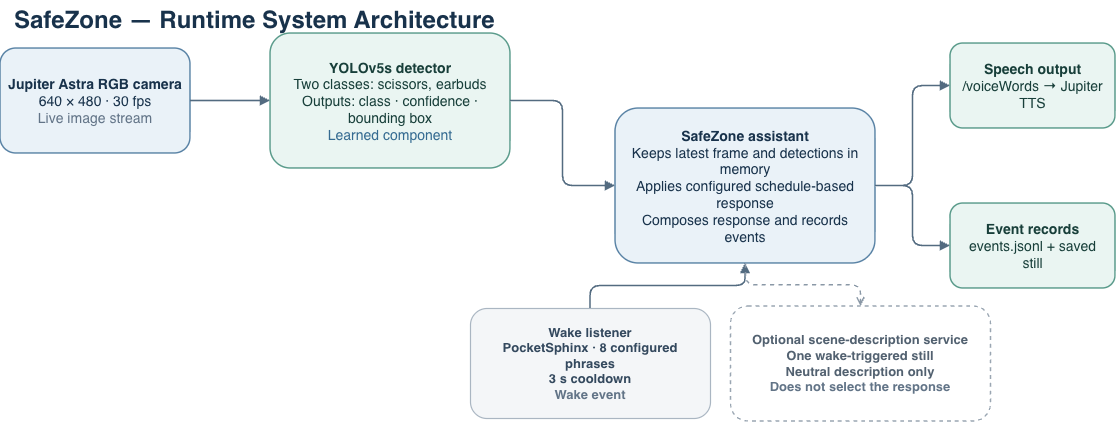 SafeZone — Runtime System Architecture
Jupiter Astra RGB camera
640 × 480 · 30 fps
Live image stream
YOLOv5s detector
Two classes: scissors, earbuds
Outputs: class · confidence ·
bounding box
Learned component
SafeZone assistant
Keeps latest frame and detections in
memory
Applies configured schedule-based
response
Composes response and records
events
Speech output
/voiceWords → Jupiter
TTS
Event records
events.jsonl + saved
still
Wake listener
PocketSphinx · 8 configured
phrases
3 s cooldown
Wake event
Optional scene-description service
One wake-triggered still
Neutral description only
Does not select the response